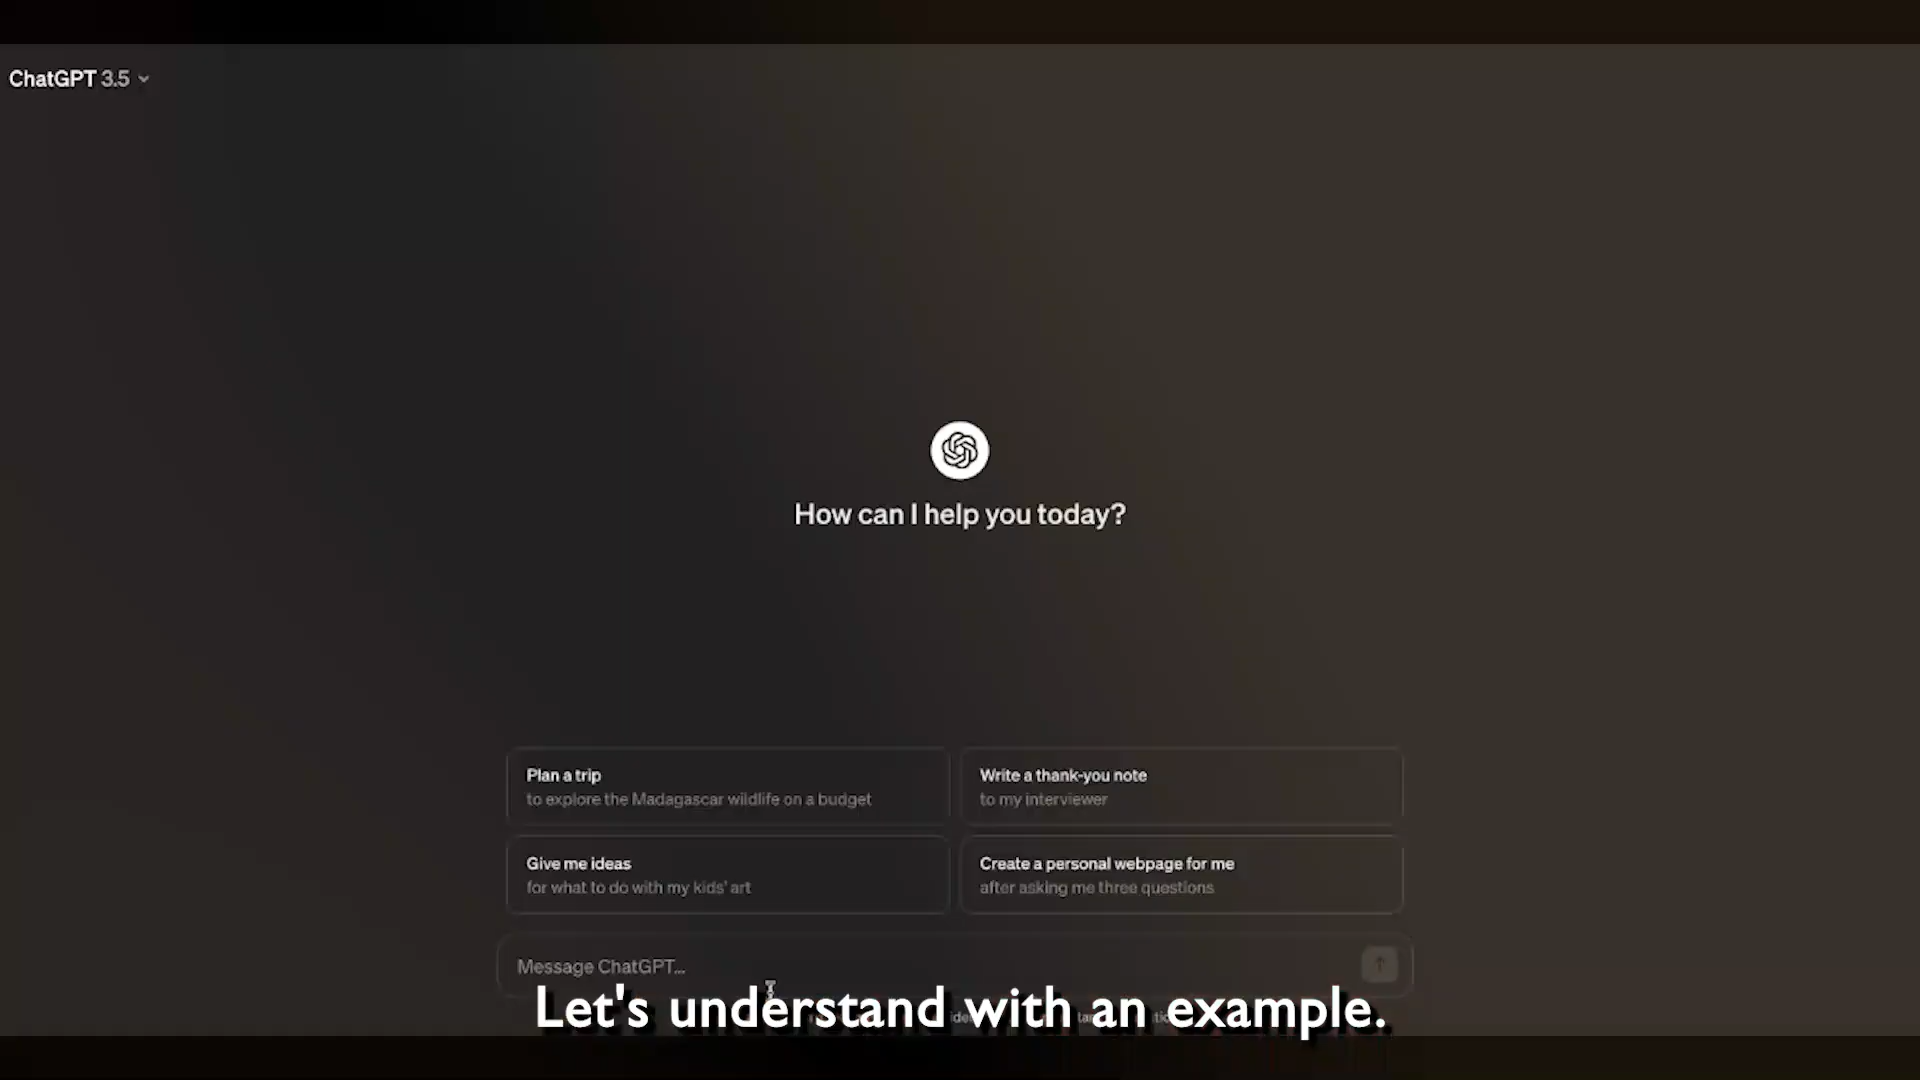 ChatGPT 3.5
How can I help you today?
Plan a trip
to explore the Madagascar wildlife on a budget
Write a thank-you note
to my interviewer
Give me ideas
for what to do with my kids' art
Create a personal webpage for me
after asking me three questions
Message ChatGPT...
Let's understand with an example.